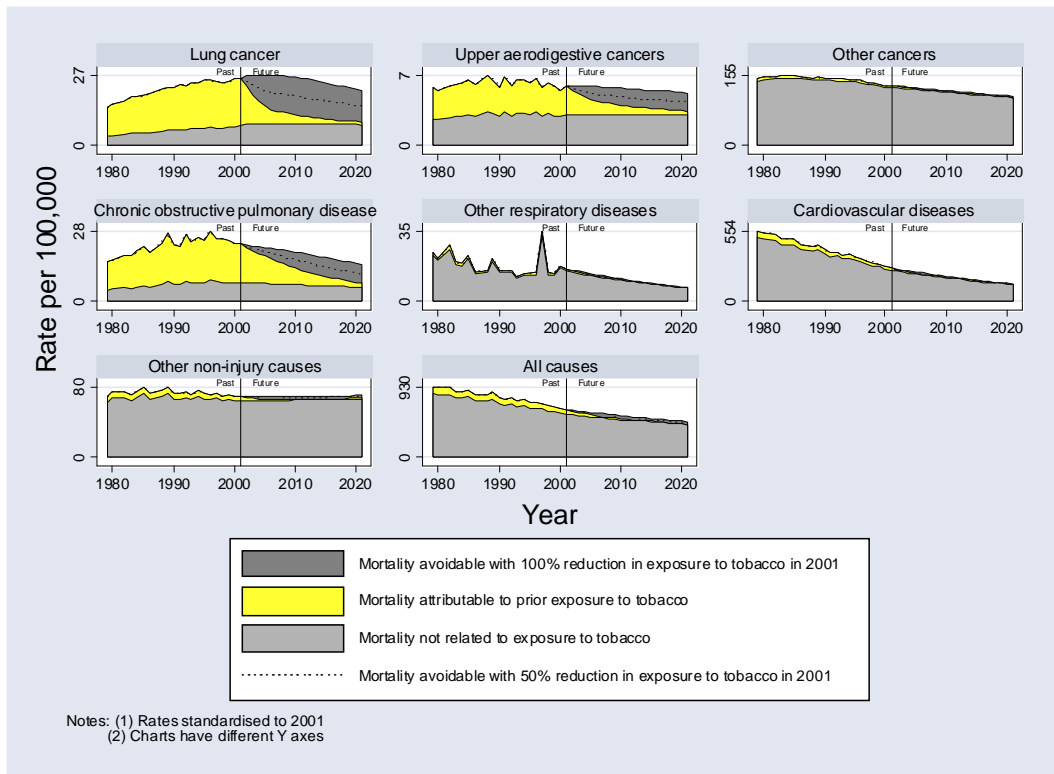 Lung cancer
Past Future
27
0
1980 1990 2000 2010 2020
Upper aerodigestive cancers
Past Future
7
0
1980 1990 2000 2010 2020
Other cancers
Past Future
155
0
1980 1990 2000 2010 2020
Chronic obstructive pulmonary disease
Past Future
28
0
1980 1990 2000 2010 2020
Other respiratory diseases
Past Future
35
0
1980 1990 2000 2010 2020
Cardiovascular diseases
Past Future
554
0
1980 1990 2000 2010 2020
Other non-injury causes
Past Future
80
0
1980 1990 2000 2010 2020
All causes
Past Future
930
0
1980 1990 2000 2010 2020
Rate per 100,000
Year
Mortality avoidable with 100% reduction in exposure to tobacco in 2001
Mortality attributable to prior exposure to tobacco
Mortality not related to exposure to tobacco
Mortality avoidable with 50% reduction in exposure to tobacco in 2001
Notes: (1) Rates standardised to 2001
(2) Charts have different Y axes